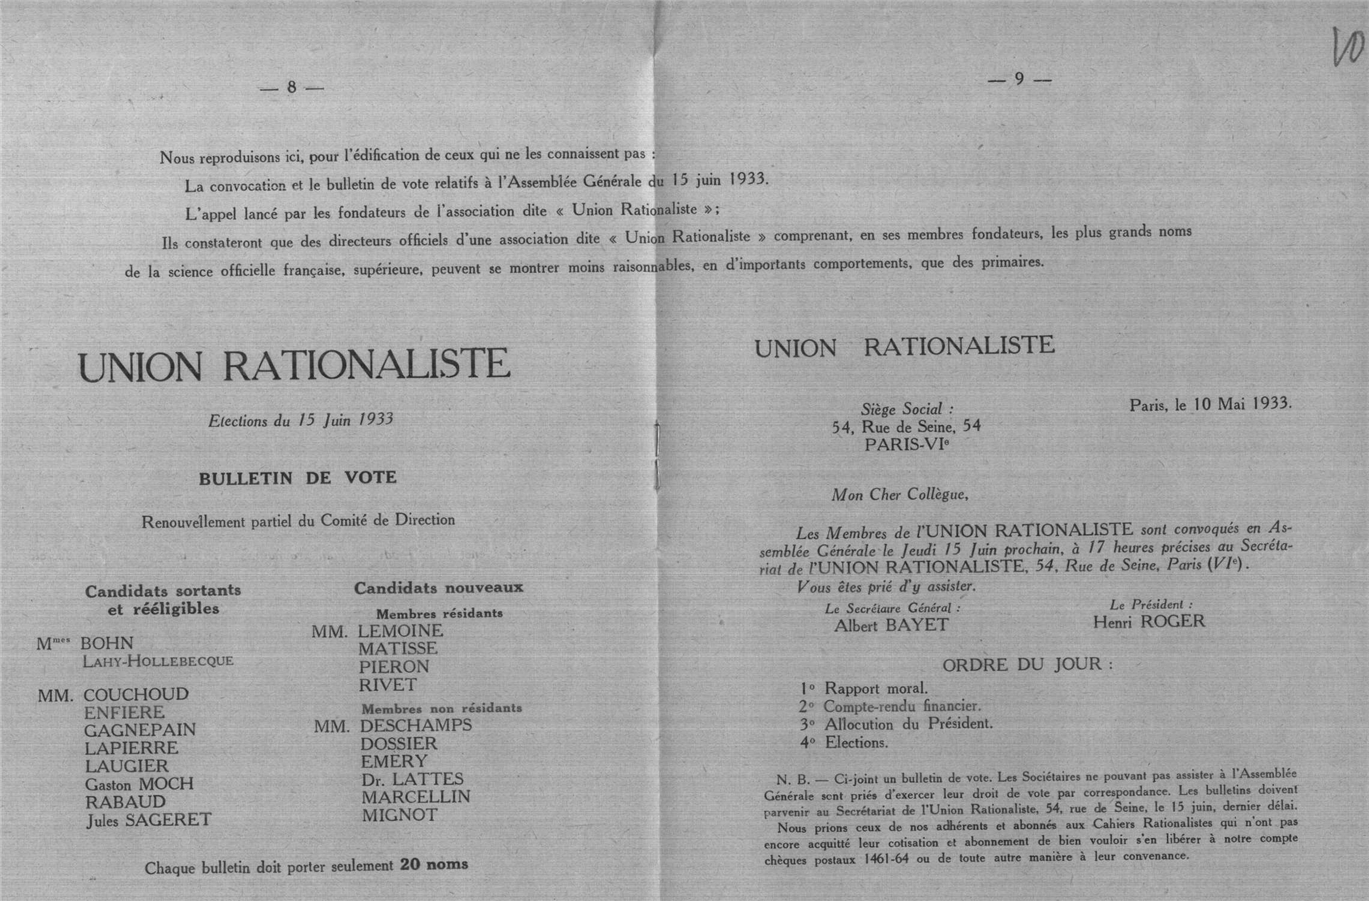 — 8 —
— 9 —
10
Nous reproduisons ici, pour l'édification de ceux qui ne les connaissent pas :
La convocation et le bulletin de vote relatifs à l'Assemblée Générale du 15 juin 1933.
L'appel lancé par les fondateurs de l'association dite « Union Rationaliste » ;
Ils constateront que des directeurs officiels d'une association dite « Union Rationaliste » comprenant, en ses membres fondateurs, les plus grands noms
de la science officielle française, supérieure, peuvent se montrer moins raisonnables, en d'importants comportements, que des primaires.
UNION RATIONALISTE
Elections du 15 Juin 1933
BULLETIN DE VOTE
Renouvellement partiel du Comité de Direction
Candidats sortants
et rééligibles
Mmes BOHN
LAHY-HOLLEBECQUE
MM. COUCHOUD
ENFIERE
GAGNEPAIN
LAPIERRE
LAUGIER
Gaston MOCH
RABAUD
Jules SAGERET
Candidats nouveaux
Membres résidants
MM. LEMOINE
MATISSE
PIERON
RIVET
Membres non résidants
MM. DESCHAMPS
DOSSIER
EMERY
Dr. LATTES
MARCELLIN
MIGNOT
Chaque bulletin doit porter seulement 20 noms
UNION RATIONALISTE
Siège Social :
54, Rue de Seine, 54
PARIS-VIe
Paris, le 10 Mai 1933.
Mon Cher Collègue,
Les Membres de l'UNION RATIONALISTE sont convoqués en As-
semblée Générale le Jeudi 15 Juin prochain, à 17 heures précises au Secréta-
riat de l'UNION RATIONALISTE, 54, Rue de Seine, Paris (VIe).
Vous êtes prié d'y assister.
Le Secrétaire Général :
Albert BAYET
Le Président :
Henri ROGER
ORDRE DU JOUR :
1° Rapport moral.
2° Compte-rendu financier.
3° Allocution du Président.
4° Elections.
N. B. — Ci-joint un bulletin de vote. Les Sociétaires ne pouvant pas assister à l'Assemblée
Générale sont priés d'exercer leur droit de vote par correspondance. Les bulletins doivent
parvenir au Secrétariat de l'Union Rationaliste, 54, rue de Seine, le 15 juin, dernier délai.
Nous prions ceux de nos adhérents et abonnés aux Cahiers Rationalistes qui n'ont pas
encore acquitté leur cotisation et abonnement de bien vouloir s'en libérer à notre compte
chèques postaux 1461-64 ou de toute autre manière à leur convenance.